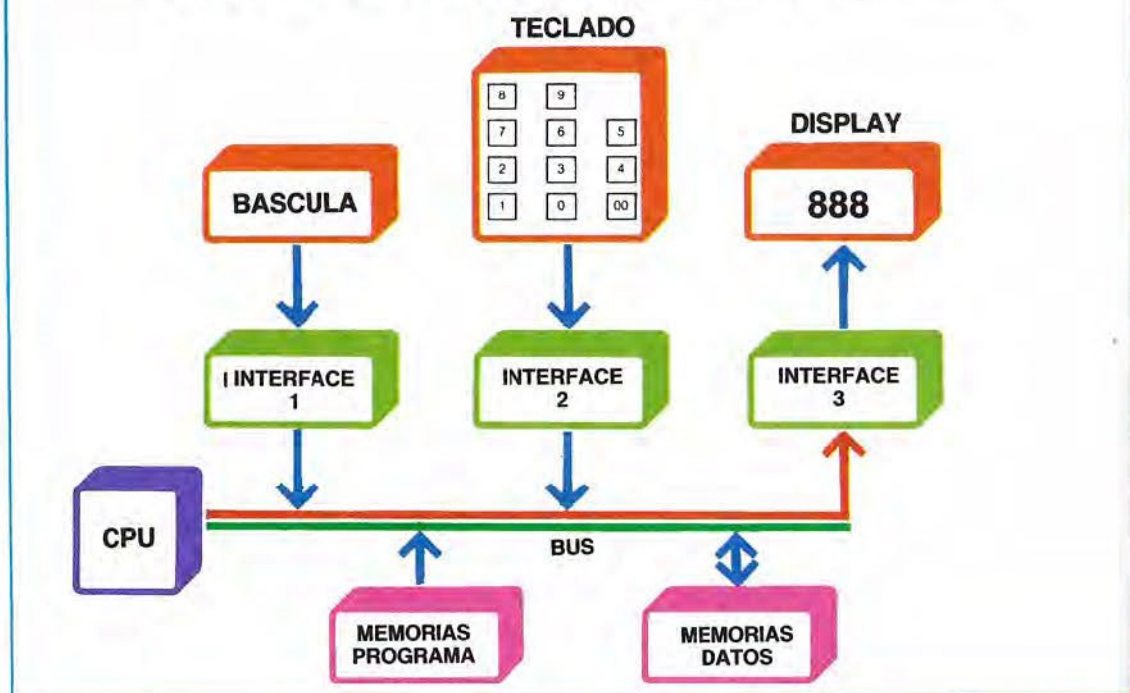 TECLADO
8 9
7 6 5
2 3 4
1 0 00
DISPLAY
888
BASCULA
I INTERFACE
1
INTERFACE
2
INTERFACE
3
CPU
BUS
MEMORIAS
PROGRAMA
MEMORIAS
DATOS